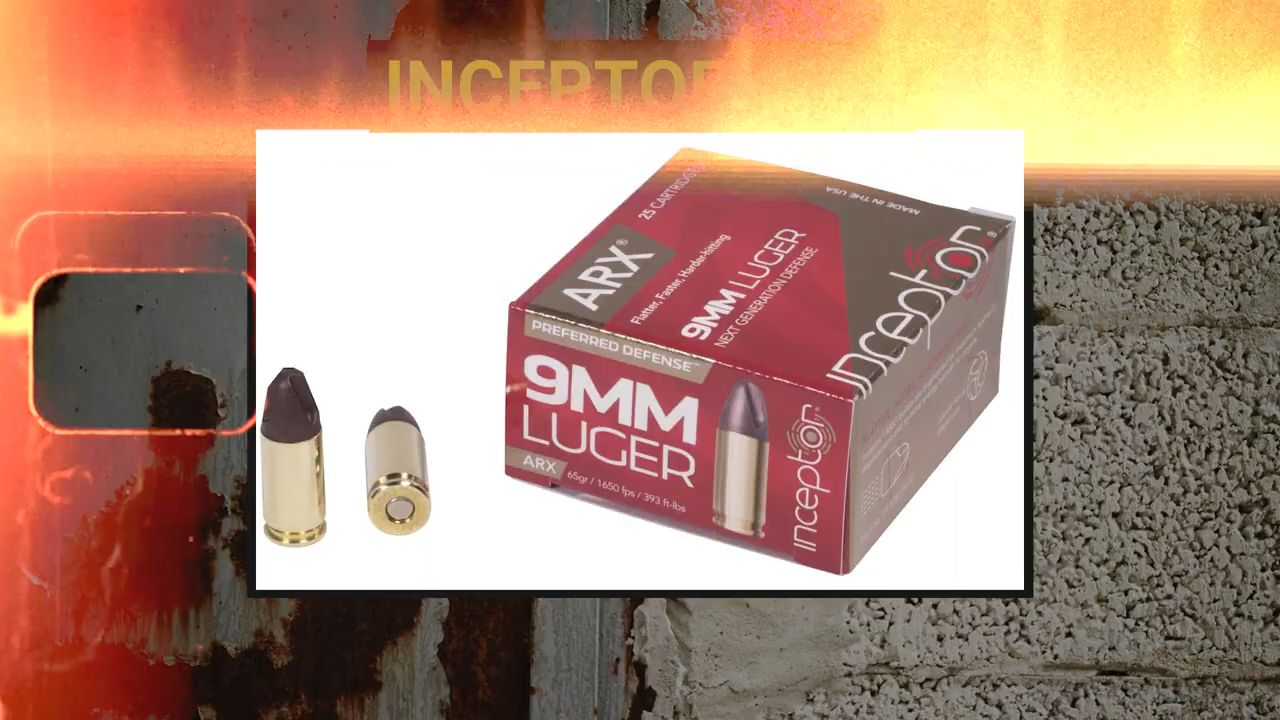 INCEPTOR
25 CARTRIDGES
MADE IN THE USA
ARX®
Flatter, Faster, Harder-hitting
9MM LUGER
NEXT GENERATION DEFENSE
inceptor®
PREFERRED DEFENSE™
9MM
LUGER
ARX
65gr / 1650 fps / 393 ft-lbs
inceptor